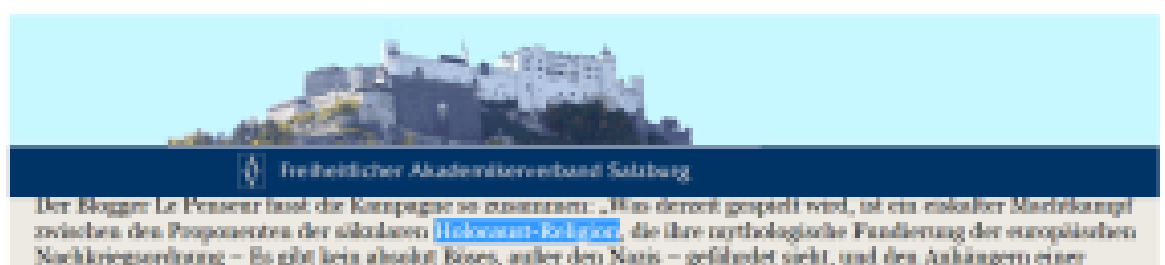 Freiheitlicher Akademikerverband Salzburg
Der Blogger Le Penseur fasst die Kampagne so zusammen: „Was derzeit gespielt wird, ist ein eiskalter Machtkampf
zwischen den Proponenten der säkularen Holocaust-Religion, die ihre mythologische Fundierung der europäischen
Nachkriegsordnung – Es gibt kein absolut Böses, außer den Nazis – gefährdet sieht, und den Anhängern einer